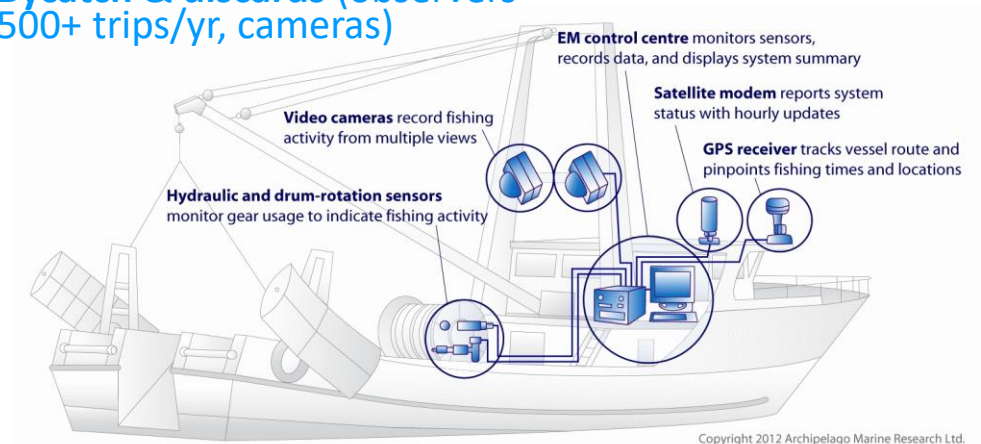 Bycatch & discards (observers
500+ trips/yr, cameras)
EM control centre monitors sensors,
records data, and displays system summary
Satellite modem reports system
status with hourly updates
Video cameras record fishing
activity from multiple views
GPS receiver tracks vessel route and
pinpoints fishing times and locations
Hydraulic and drum-rotation sensors
monitor gear usage to indicate fishing activity
Copyright 2012 Archipelago Marine Research Ltd.